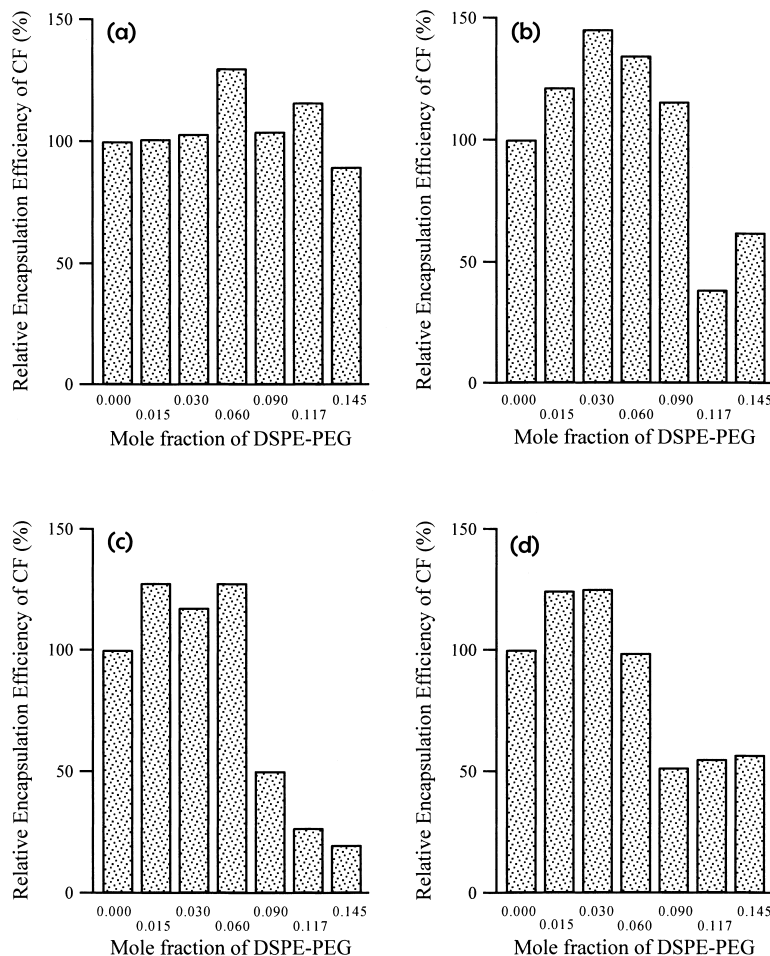 (a)
Relative Encapsulation Efficiency of CF (%)
150
100
50
0
0.000 0.015 0.030 0.060 0.090 0.117 0.145
Mole fraction of DSPE-PEG
(b)
Relative Encapsulation Efficiency of CF (%)
150
100
50
0
0.000 0.015 0.030 0.060 0.090 0.117 0.145
Mole fraction of DSPE-PEG
(c)
Relative Encapsulation Efficiency of CF (%)
150
100
50
0
0.000 0.015 0.030 0.060 0.090 0.117 0.145
Mole fraction of DSPE-PEG
(d)
Relative Encapsulation Efficiency of CF (%)
150
100
50
0
0.000 0.015 0.030 0.060 0.090 0.117 0.145
Mole fraction of DSPE-PEG